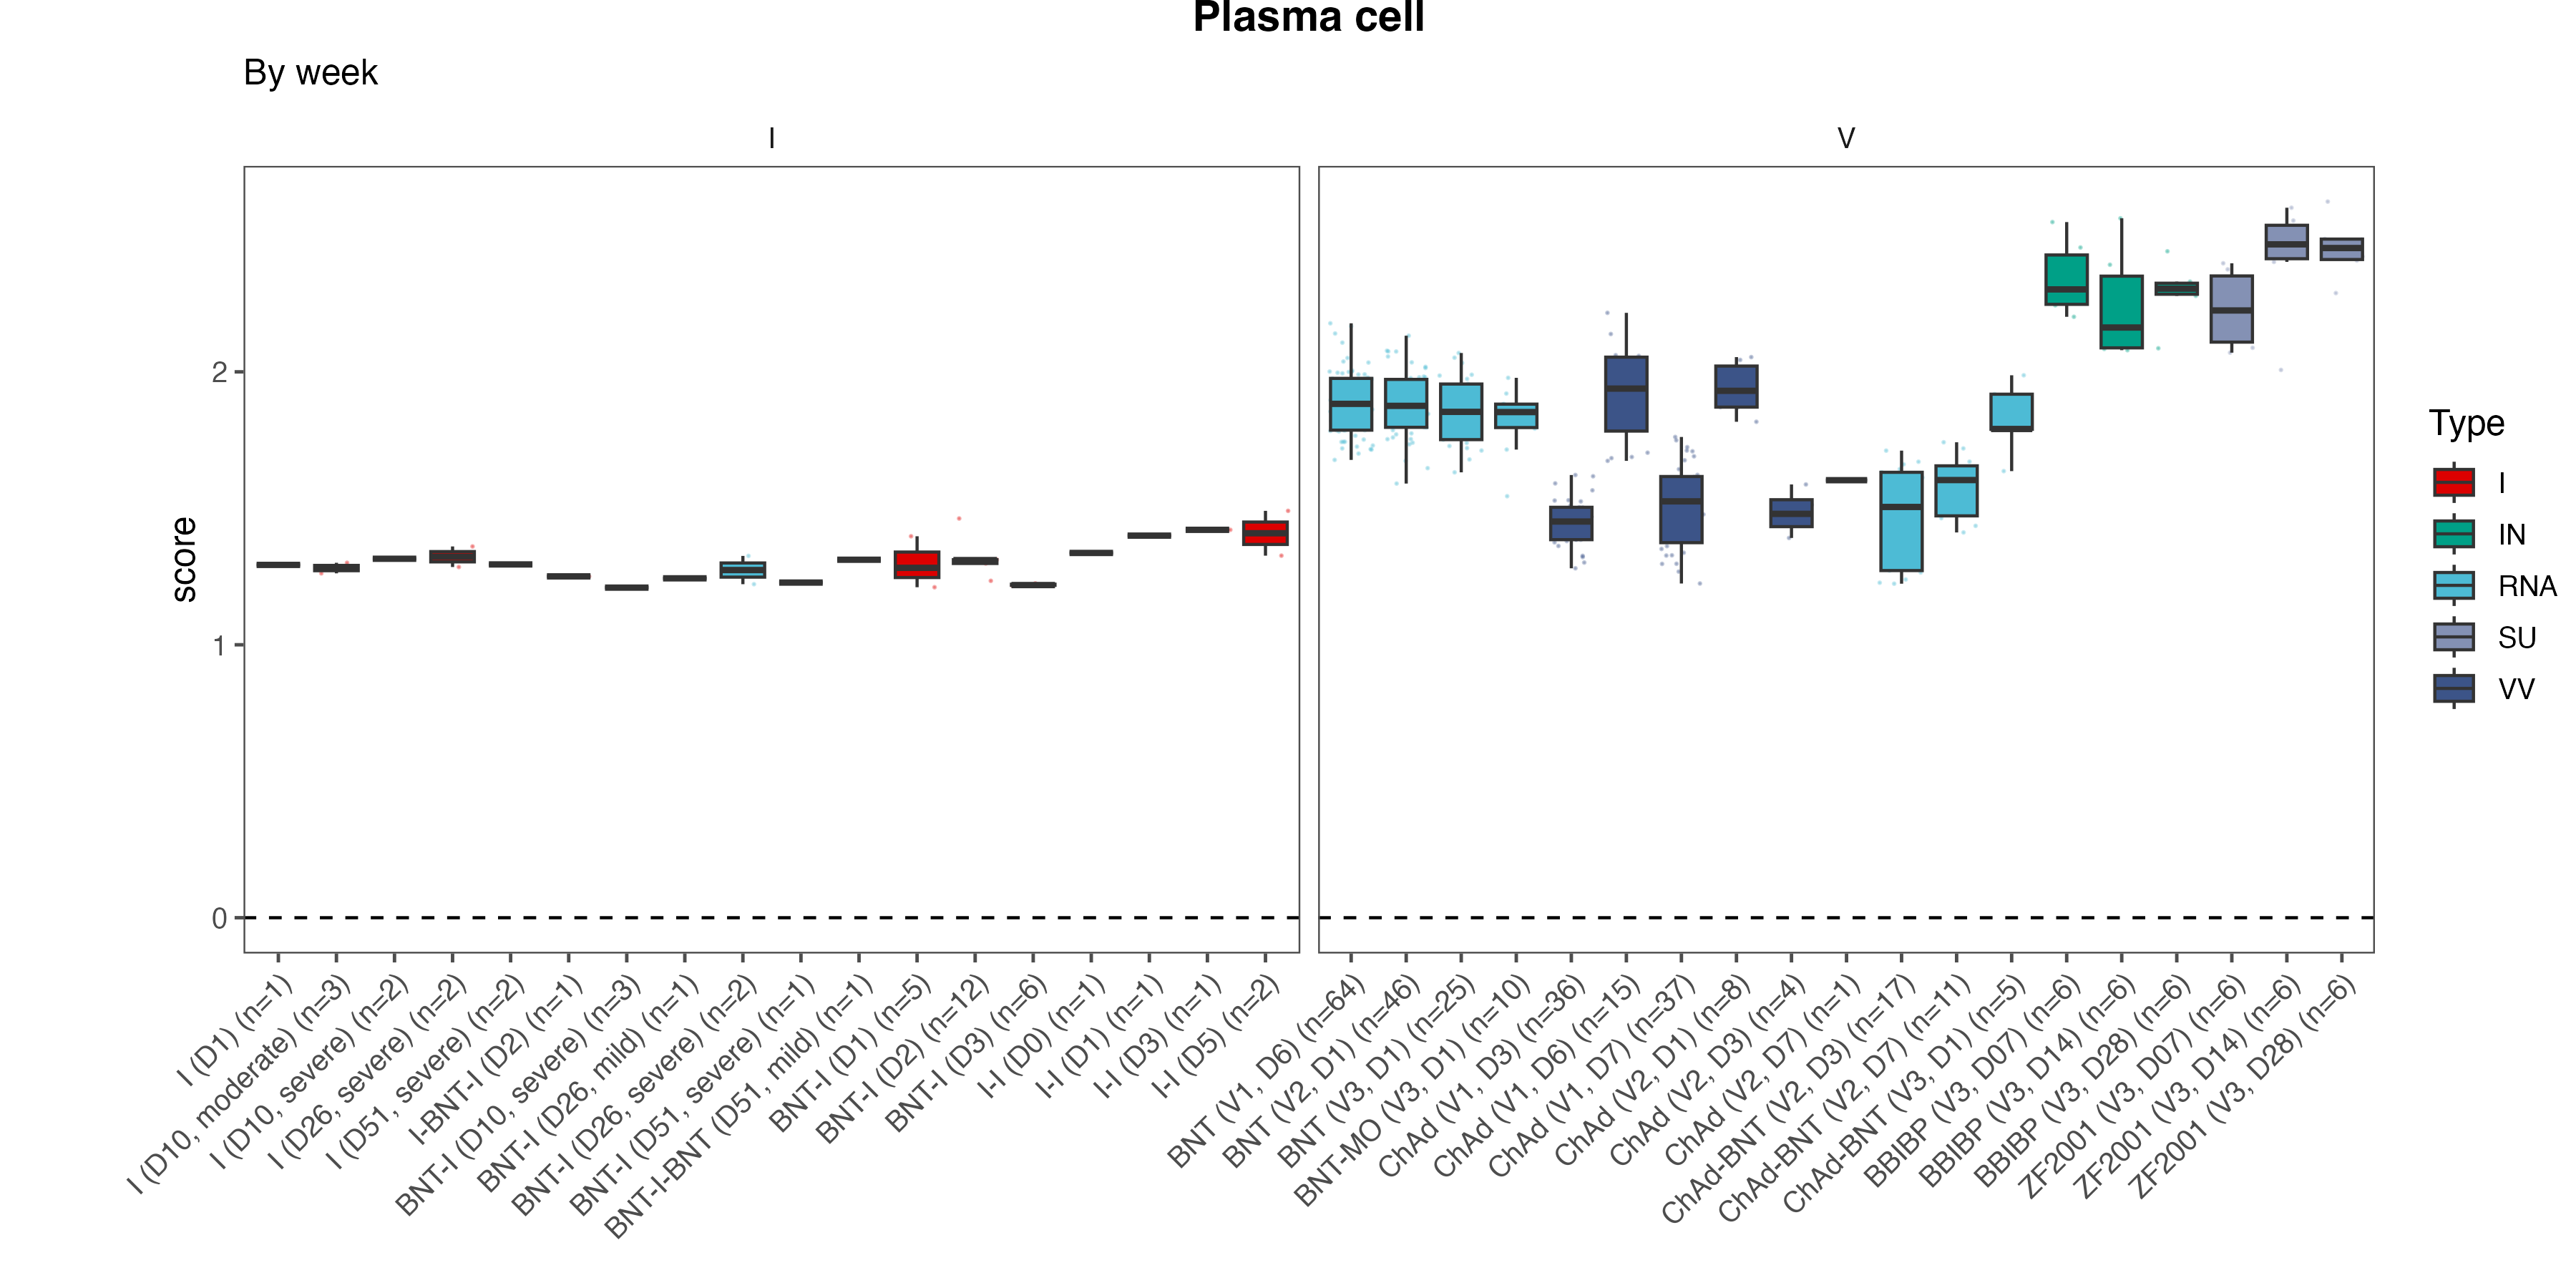 Plasma cell
By week
I
V
score
2
1
0
I (D1) (n=1)
I (D10, moderate) (n=3)
I (D10, severe) (n=2)
I (D26, severe) (n=2)
I (D51, severe) (n=2)
I-BNT-I (D2) (n=1)
BNT-I (D10, severe) (n=3)
BNT-I (D26, mild) (n=1)
BNT-I (D26, severe) (n=2)
BNT-I (D51, severe) (n=1)
BNT-I-BNT (D51, mild) (n=1)
BNT-I (D1) (n=5)
BNT-I (D2) (n=12)
BNT-I (D3) (n=6)
I-I (D0) (n=1)
I-I (D1) (n=1)
I-I (D3) (n=1)
I-I (D5) (n=2)
BNT (V1, D6) (n=64)
BNT (V2, D1) (n=46)
BNT (V3, D1) (n=25)
BNT-MO (V3, D1) (n=10)
ChAd (V1, D3) (n=36)
ChAd (V1, D6) (n=15)
ChAd (V1, D7) (n=37)
ChAd (V2, D1) (n=8)
ChAd (V2, D3) (n=4)
ChAd (V2, D7) (n=1)
ChAd-BNT (V2, D3) (n=17)
ChAd-BNT (V2, D7) (n=11)
ChAd-BNT (V3, D1) (n=5)
BBIBP (V3, D07) (n=6)
BBIBP (V3, D14) (n=6)
BBIBP (V3, D28) (n=6)
ZF2001 (V3, D07) (n=6)
ZF2001 (V3, D14) (n=6)
ZF2001 (V3, D28) (n=6)
Type
I
IN
RNA
SU
VV